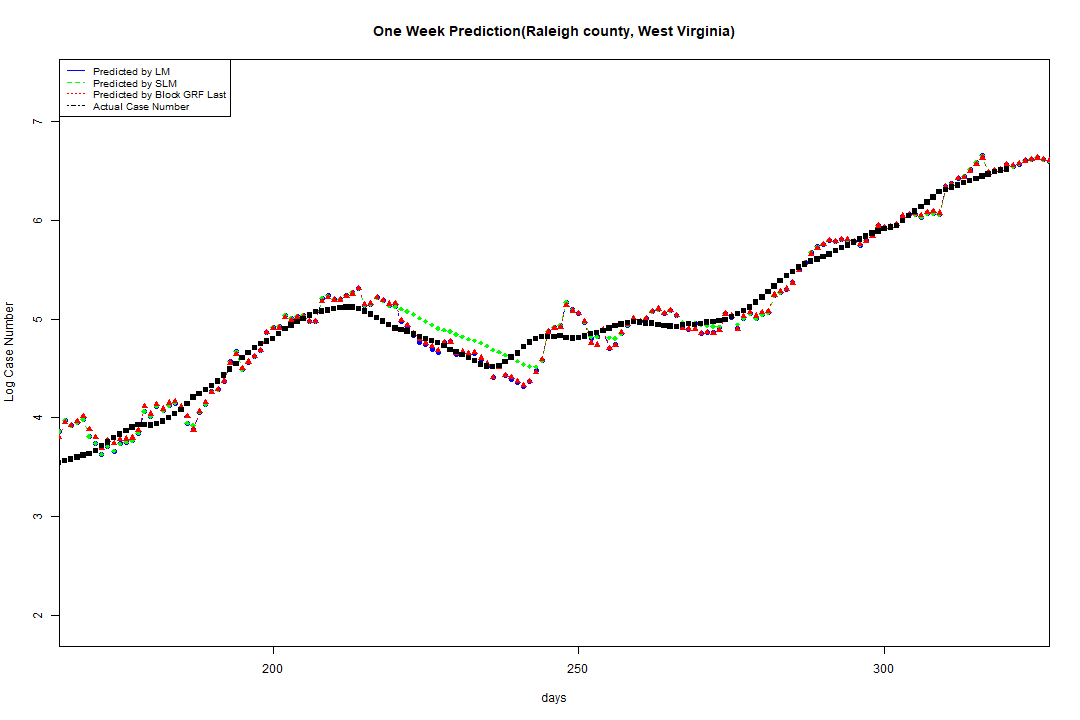 One Week Prediction(Raleigh county, West Virginia)
Predicted by LM
Predicted by SLM
Predicted by Block GRF Last
Actual Case Number
7
6
5
4
3
2
Log Case Number
200 250 300
days